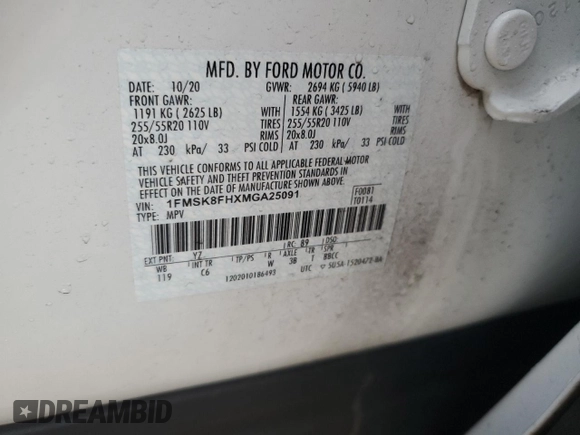 MFD. BY FORD MOTOR CO.
DATE: 10/20 GVWR: 2694 KG ( 5940 LB)
FRONT GAWR: REAR GAWR:
1191 KG ( 2625 LB) WITH 1554 KG ( 3425 LB) WITH
255/55R20 110V TIRES 255/55R20 110V TIRES
20x8.0J RIMS 20x8.0J RIMS
AT 230 kPa/ 33 PSI COLD AT 230 kPa/ 33 PSI COLD
THIS VEHICLE CONFORMS TO ALL APPLICABLE FEDERAL MOTOR
VEHICLE SAFETY AND THEFT PREVENTION STANDARDS IN
EFFECT ON THE DATE OF MANUFACTURE SHOWN ABOVE.
VIN: 1FMSK8FHXMGA25091
TYPE: MPV
F0081
T0114
EXT PNT: YZ RC: 89 DSO:
WB INT TR TP/PS R AXLE TR SPR
119 C6 W 3B
1202010186493 UTC
DREAMBID